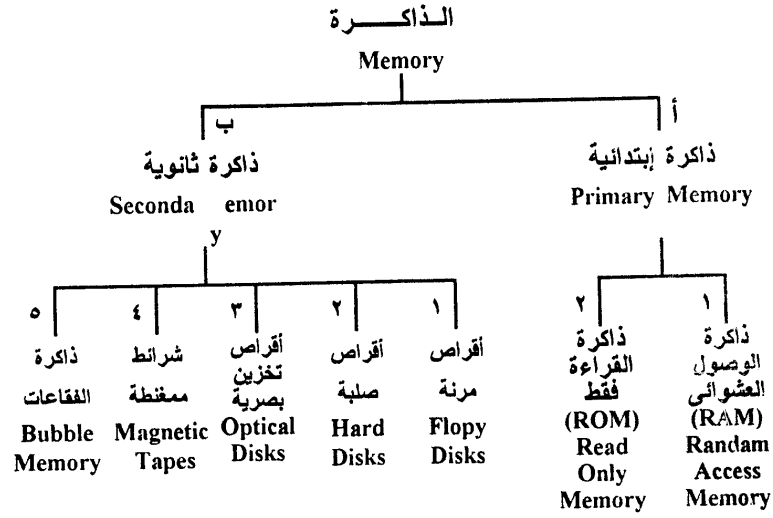 الذاكرة
Memory
أ
ذاكرة إبتدائية
Primary Memory
ب
ذاكرة ثانوية
Seconda emor
y
١
ذاكرة
الوصول
العشوائى
(RAM)
Randam
Access
Memory
٢
ذاكرة
القراءة
فقط
(ROM)
Read
Only
Memory
١
أقراص
مرنة
Flopy
Disks
٢
أقراص
صلبة
Hard
Disks
٣
أقراص
تخزين
بصرية
Optical
Disks
٤
شرائط
ممغنطة
Magnetic
Tapes
٥
ذاكرة
الفقاعات
Bubble
Memory